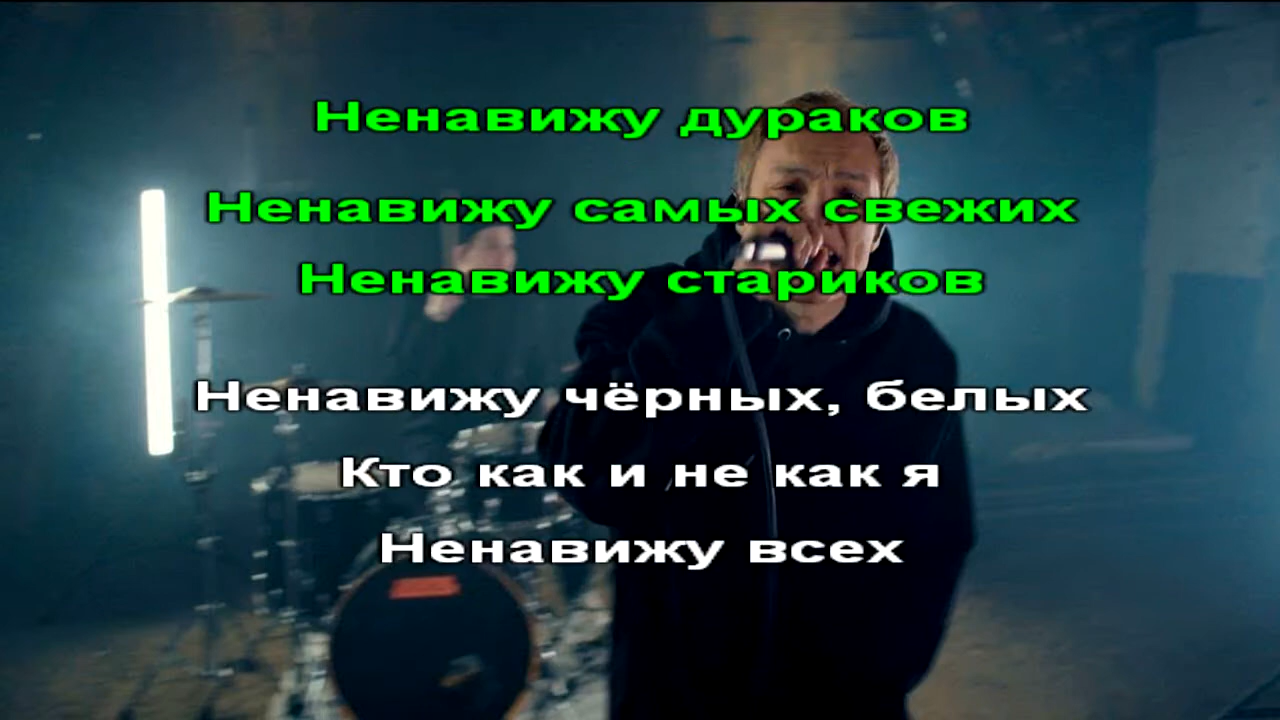 Ненавижу дураков
Ненавижу самых свежих
Ненавижу стариков
Ненавижу чёрных, белых
Кто как и не как я
Ненавижу всех